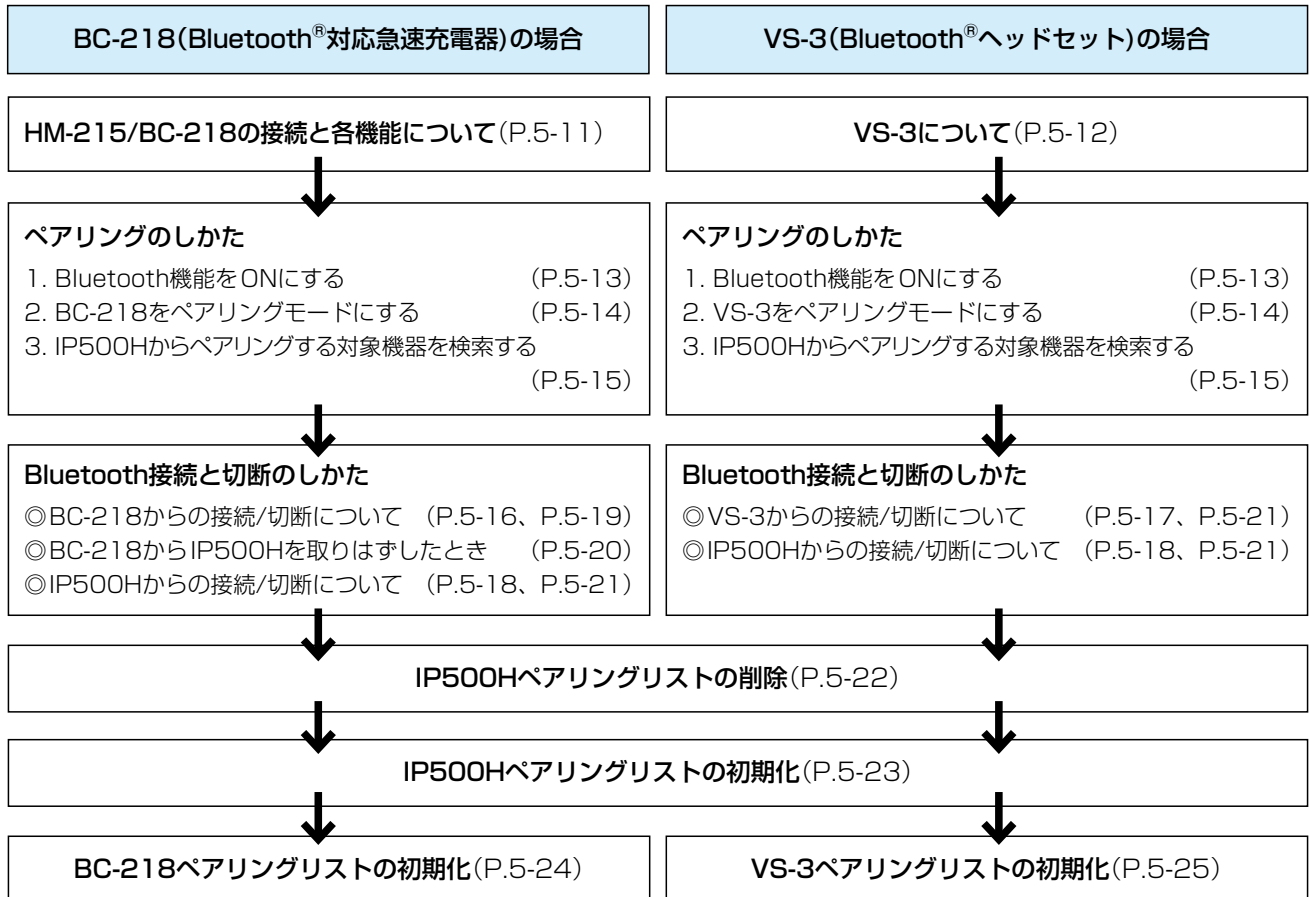 BC-218(Bluetooth®対応急速充電器)の場合
HM-215/BC-218の接続と各機能について(P.5-11)
ペアリングのしかた
1. Bluetooth機能をONにする (P.5-13)
2. BC-218をペアリングモードにする (P.5-14)
3. IP500Hからペアリングする対象機器を検索する
(P.5-15)
Bluetooth接続と切断のしかた
◎BC-218からの接続/切断について (P.5-16、P.5-19)
◎BC-218からIP500Hを取りはずしたとき (P.5-20)
◎IP500Hからの接続/切断について (P.5-18、P.5-21)
VS-3(Bluetooth®ヘッドセット)の場合
VS-3について(P.5-12)
ペアリングのしかた
1. Bluetooth機能をONにする (P.5-13)
2. VS-3をペアリングモードにする (P.5-14)
3. IP500Hからペアリングする対象機器を検索する
(P.5-15)
Bluetooth接続と切断のしかた
◎VS-3からの接続/切断について (P.5-17、P.5-21)
◎IP500Hからの接続/切断について (P.5-18、P.5-21)
IP500Hペアリングリストの削除(P.5-22)
IP500Hペアリングリストの初期化(P.5-23)
BC-218ペアリングリストの初期化(P.5-24)
VS-3ペアリングリストの初期化(P.5-25)